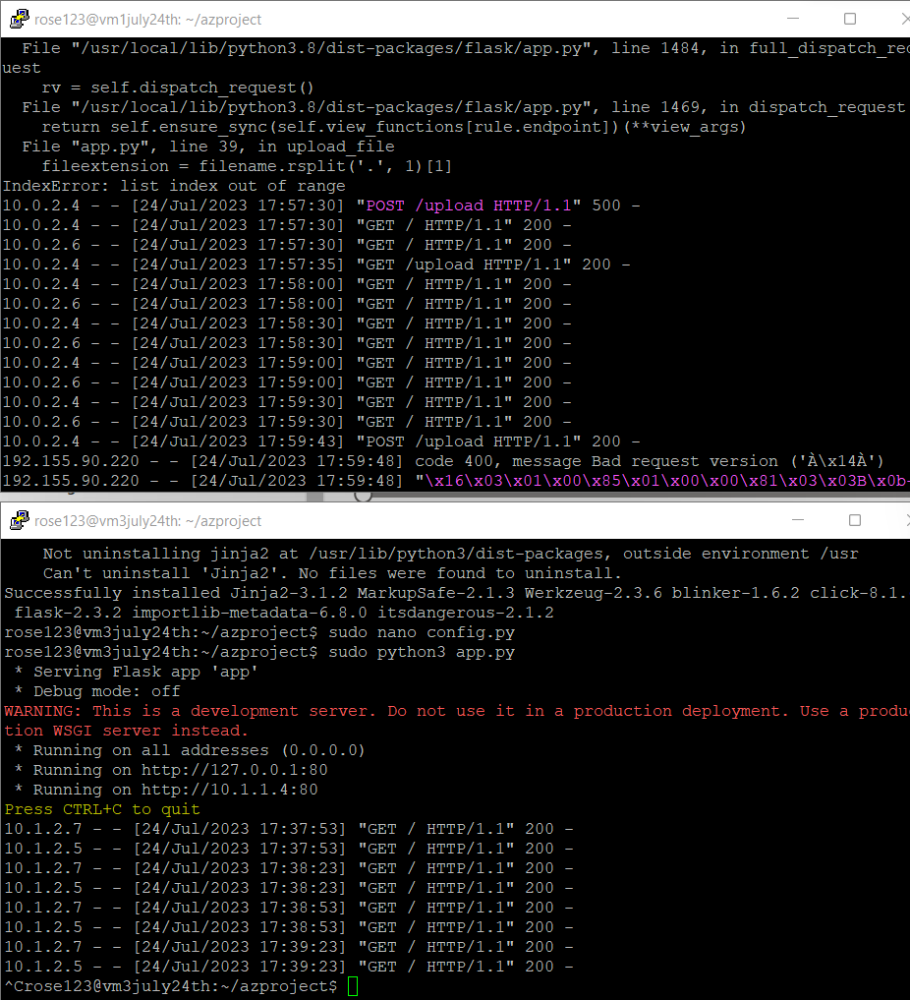 rose123@vm1july24th: ~/azproject
File "/usr/local/lib/python3.8/dist-packages/flask/app.py", line 1484, in full_dispatch_req
uest
rv = self.dispatch_request()
File "/usr/local/lib/python3.8/dist-packages/flask/app.py", line 1469, in dispatch_request
return self.ensure_sync(self.view_functions[rule.endpoint])(**view_args)
File "app.py", line 39, in upload_file
fileextension = filename.rsplit('.', 1)[1]
IndexError: list index out of range
10.0.2.4 - - [24/Jul/2023 17:57:30] "POST /upload HTTP/1.1" 500 -
10.0.2.4 - - [24/Jul/2023 17:57:30] "GET / HTTP/1.1" 200 -
10.0.2.6 - - [24/Jul/2023 17:57:30] "GET / HTTP/1.1" 200 -
10.0.2.4 - - [24/Jul/2023 17:57:35] "GET /upload HTTP/1.1" 200 -
10.0.2.4 - - [24/Jul/2023 17:58:00] "GET / HTTP/1.1" 200 -
10.0.2.6 - - [24/Jul/2023 17:58:00] "GET / HTTP/1.1" 200 -
10.0.2.4 - - [24/Jul/2023 17:58:30] "GET / HTTP/1.1" 200 -
10.0.2.6 - - [24/Jul/2023 17:58:30] "GET / HTTP/1.1" 200 -
10.0.2.4 - - [24/Jul/2023 17:59:00] "GET / HTTP/1.1" 200 -
10.0.2.6 - - [24/Jul/2023 17:59:00] "GET / HTTP/1.1" 200 -
10.0.2.4 - - [24/Jul/2023 17:59:30] "GET / HTTP/1.1" 200 -
10.0.2.6 - - [24/Jul/2023 17:59:30] "GET / HTTP/1.1" 200 -
10.0.2.4 - - [24/Jul/2023 17:59:43] "POST /upload HTTP/1.1" 200 -
192.155.90.220 - - [24/Jul/2023 17:59:48] code 400, message Bad request version ('À\x14À')
192.155.90.220 - - [24/Jul/2023 17:59:48] "\x16\x03\x01\x00\x85\x01\x00\x00\x81\x03\x03B\x0b-
rose123@vm3july24th: ~/azproject
Not uninstalling jinja2 at /usr/lib/python3/dist-packages, outside environment /usr
Can't uninstall 'Jinja2'. No files were found to uninstall.
Successfully installed Jinja2-3.1.2 MarkupSafe-2.1.3 Werkzeug-2.3.6 blinker-1.6.2 click-8.1.
flask-2.3.2 importlib-metadata-6.8.0 itsdangerous-2.1.2
rose123@vm3july24th:~/azproject$ sudo nano config.py
rose123@vm3july24th:~/azproject$ sudo python3 app.py
* Serving Flask app 'app'
* Debug mode: off
WARNING: This is a development server. Do not use it in a production deployment. Use a produc
tion WSGI server instead.
* Running on all addresses (0.0.0.0)
* Running on http://127.0.0.1:80
* Running on http://10.1.1.4:80
Press CTRL+C to quit
10.1.2.7 - - [24/Jul/2023 17:37:53] "GET / HTTP/1.1" 200 -
10.1.2.5 - - [24/Jul/2023 17:37:53] "GET / HTTP/1.1" 200 -
10.1.2.7 - - [24/Jul/2023 17:38:23] "GET / HTTP/1.1" 200 -
10.1.2.5 - - [24/Jul/2023 17:38:23] "GET / HTTP/1.1" 200 -
10.1.2.7 - - [24/Jul/2023 17:38:53] "GET / HTTP/1.1" 200 -
10.1.2.5 - - [24/Jul/2023 17:38:53] "GET / HTTP/1.1" 200 -
10.1.2.7 - - [24/Jul/2023 17:39:23] "GET / HTTP/1.1" 200 -
10.1.2.5 - - [24/Jul/2023 17:39:23] "GET / HTTP/1.1" 200 -
^Crose123@vm3july24th:~/azproject$